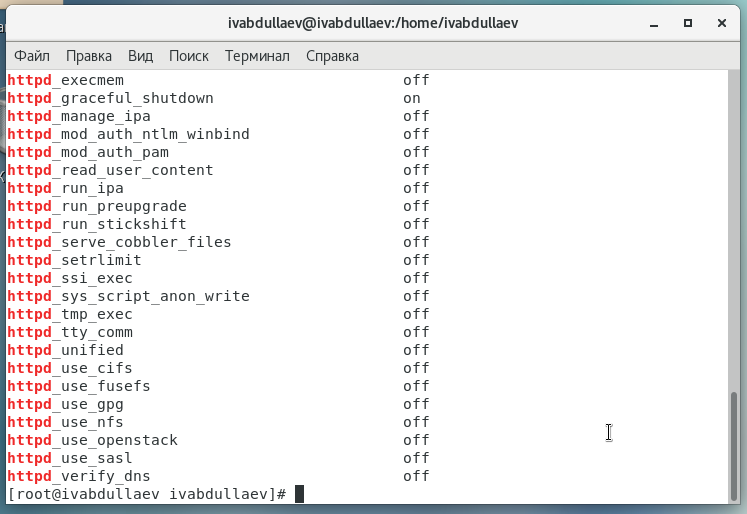 ivabdullaev@ivabdullaev:/home/ivabdullaev
Файл Правка Вид Поиск Терминал Справка
httpd_execmem off
httpd_graceful_shutdown on
httpd_manage_ipa off
httpd_mod_auth_ntlm_winbind off
httpd_mod_auth_pam off
httpd_read_user_content off
httpd_run_ipa off
httpd_run_preupgrade off
httpd_run_stickshift off
httpd_serve_cobbler_files off
httpd_setrlimit off
httpd_ssi_exec off
httpd_sys_script_anon_write off
httpd_tmp_exec off
httpd_tty_comm off
httpd_unified off
httpd_use_cifs off
httpd_use_fusefs off
httpd_use_gpg off
httpd_use_nfs off
httpd_use_openstack off
httpd_use_sasl off
httpd_verify_dns off
[root@ivabdullaev ivabdullaev]#